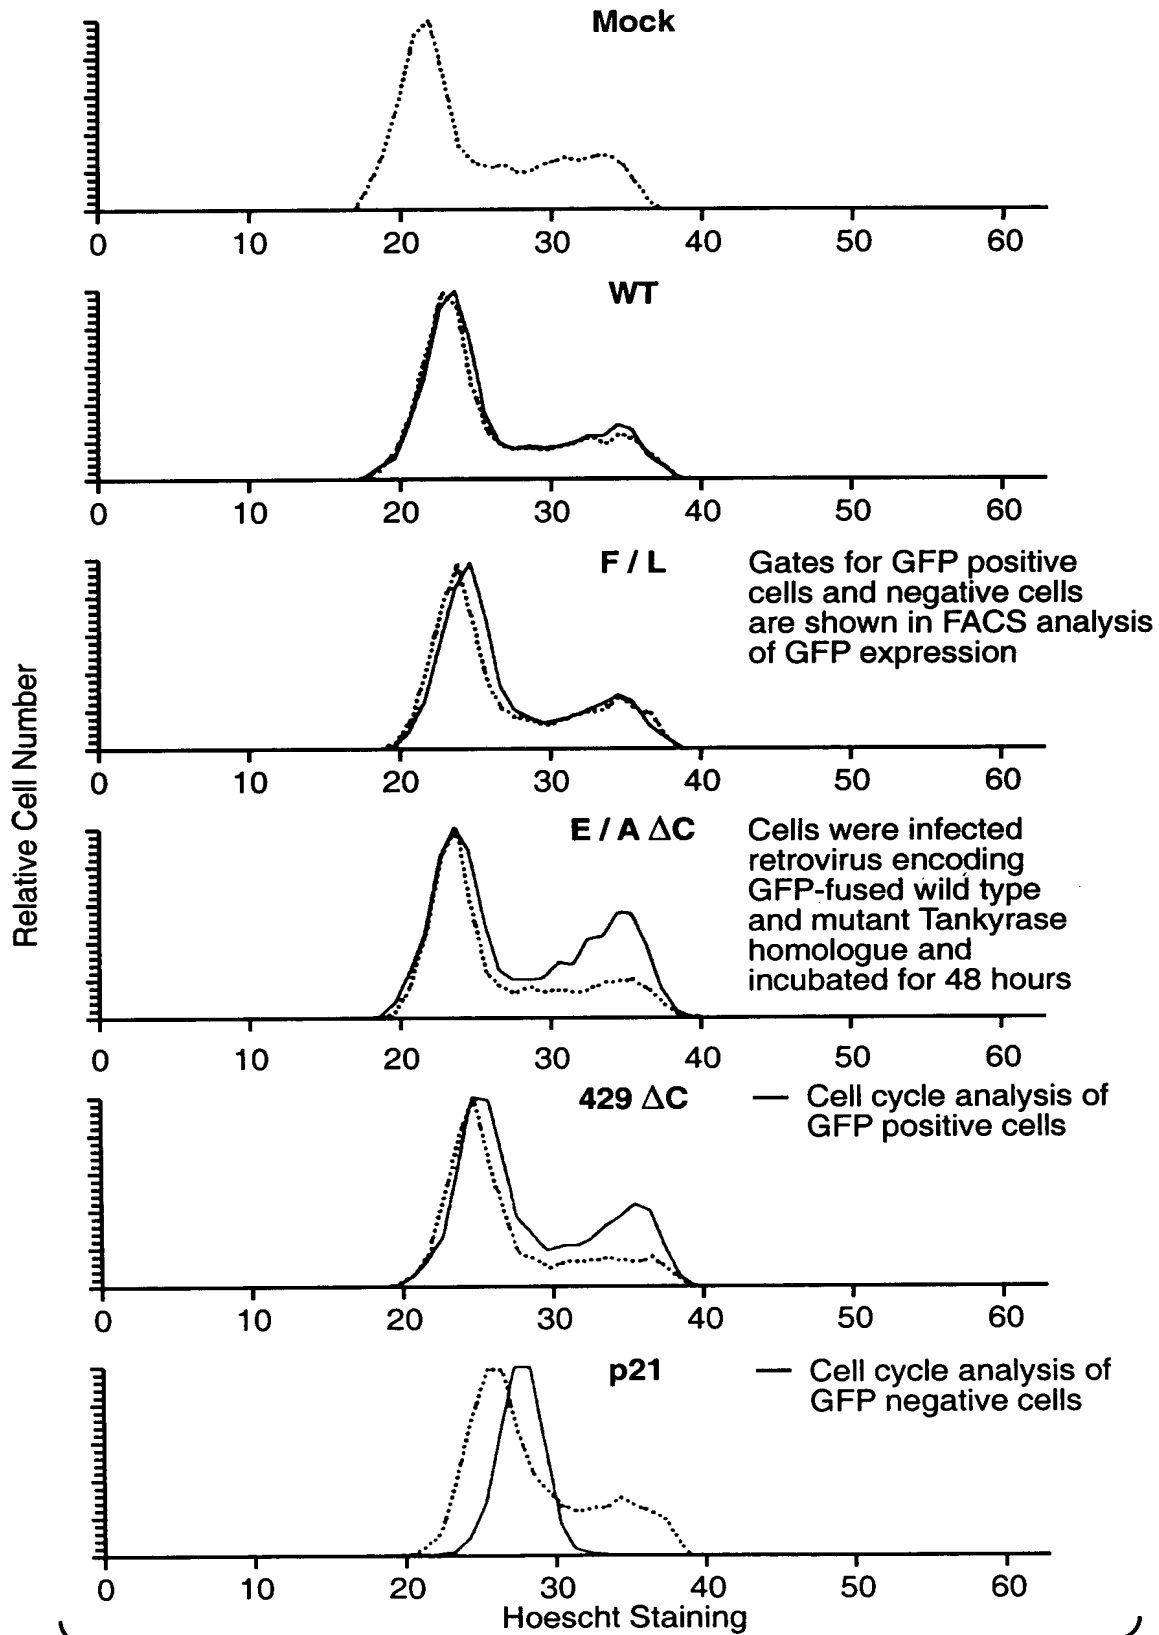 Mock
0 10 20 30 40 50 60
WT
0 10 20 30 40 50 60
F / L
Gates for GFP positive
cells and negative cells
are shown in FACS analysis
of GFP expression
0 10 20 30 40 50 60
Relative Cell Number
E / A ΔC
Cells were infected
retrovirus encoding
GFP-fused wild type
and mutant Tankyrase
homologue and
incubated for 48 hours
0 10 20 30 40 50 60
429 ΔC
Cell cycle analysis of
GFP positive cells
0 10 20 30 40 50 60
p21
Cell cycle analysis of
GFP negative cells
0 10 20 30 40 50 60
Hoescht Staining